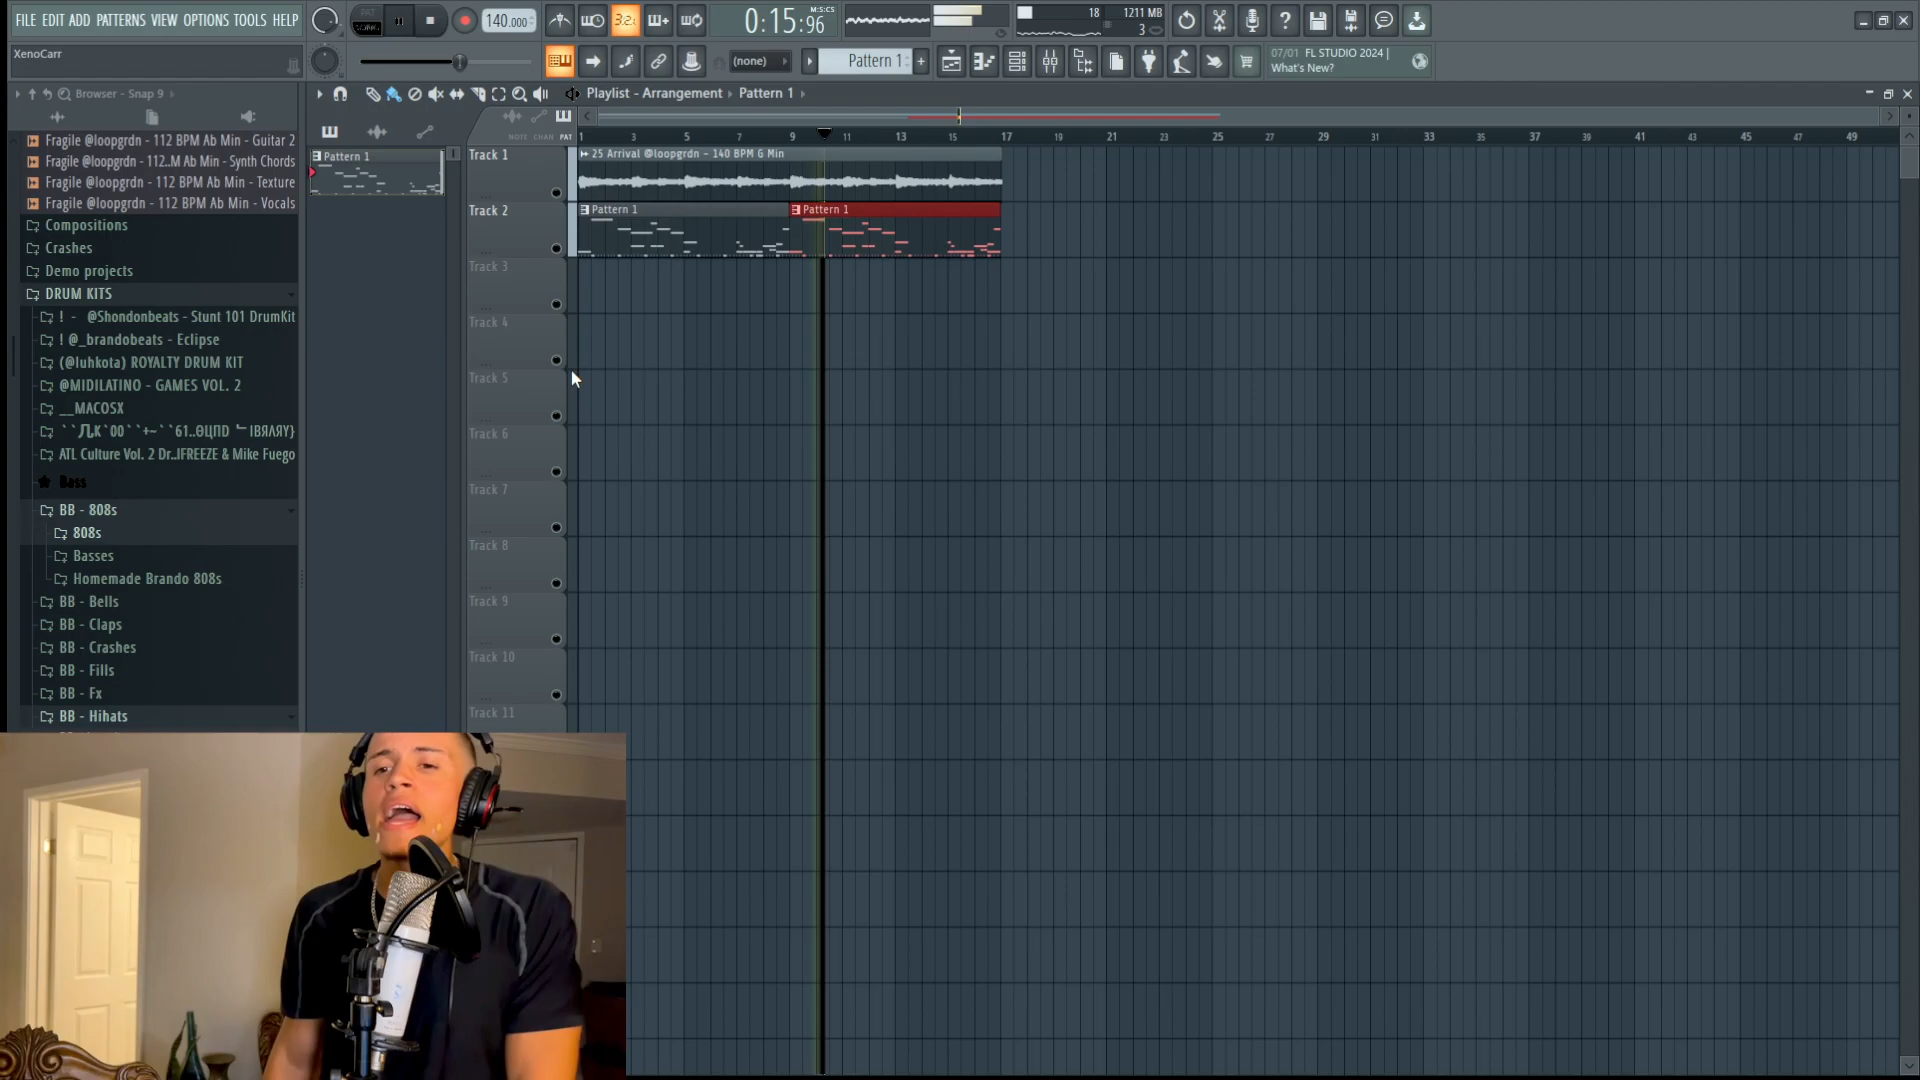 FILE EDIT ADD PATTERNS VIEW OPTIONS TOOLS HELP
PAT
SONG
140.000
3:2:
0:15:96
M:S:CS
18
1211 MB
3
XenoCarr
(none)
Pattern 1
07/01 FL STUDIO 2024 |
What's New?
Browser - Snap 9
Playlist - Arrangement
Pattern 1
NOTE CHAN PAT
1 3 5 7 9 11 13 15 17 19 21 23 25 27 29 31 33 35 37 39 41 43 45 47 49
Fragile @loopgrdn - 112 BPM Ab Min - Guitar 2
Fragile @loopgrdn - 112..M Ab Min - Synth Chords
Fragile @loopgrdn - 112 BPM Ab Min - Texture
Fragile @loopgrdn - 112 BPM Ab Min - Vocals
Compositions
Crashes
Demo projects
DRUM KITS
! - @Shondonbeats - Stunt 101 DrumKit
! @_brandobeats - Eclipse
(@luhkota) ROYALTY DRUM KIT
@MIDILATINO - GAMES VOL. 2
__MACOSX
ATL Culture Vol. 2 Dr..IFREEZE & Mike Fuego
Bass
BB - 808s
808s
Basses
Homemade Brando 808s
BB - Bells
BB - Claps
BB - Crashes
BB - Fills
BB - Fx
BB - Hihats
Pattern 1
Track 1
25 Arrival @loopgrdn - 140 BPM G Min
Track 2
Pattern 1
Pattern 1
Track 3
Track 4
Track 5
Track 6
Track 7
Track 8
Track 9
Track 10
Track 11